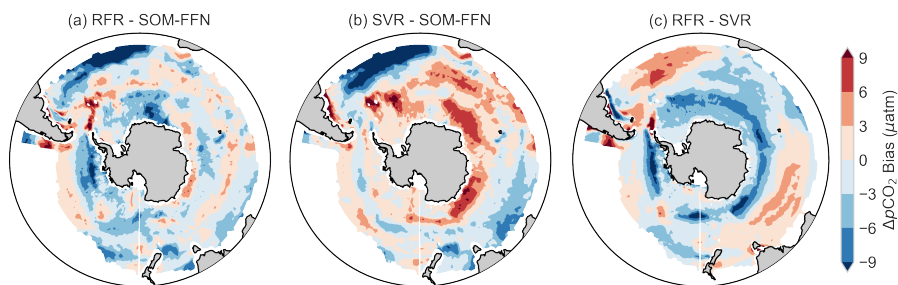 (a) RFR - SOM-FFN
(b) SVR - SOM-FFN
(c) RFR - SVR
9
6
3
0
−3
−6
−9
ΔpCO₂ Bias (μatm)